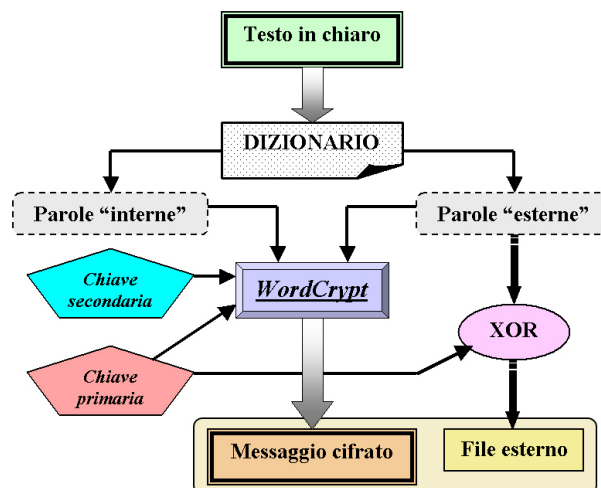 Testo in chiaro
DIZIONARIO
Parole “interne”
Parole “esterne”
Chiave
secondaria
WordCrypt
XOR
Chiave
primaria
Messaggio cifrato
File esterno